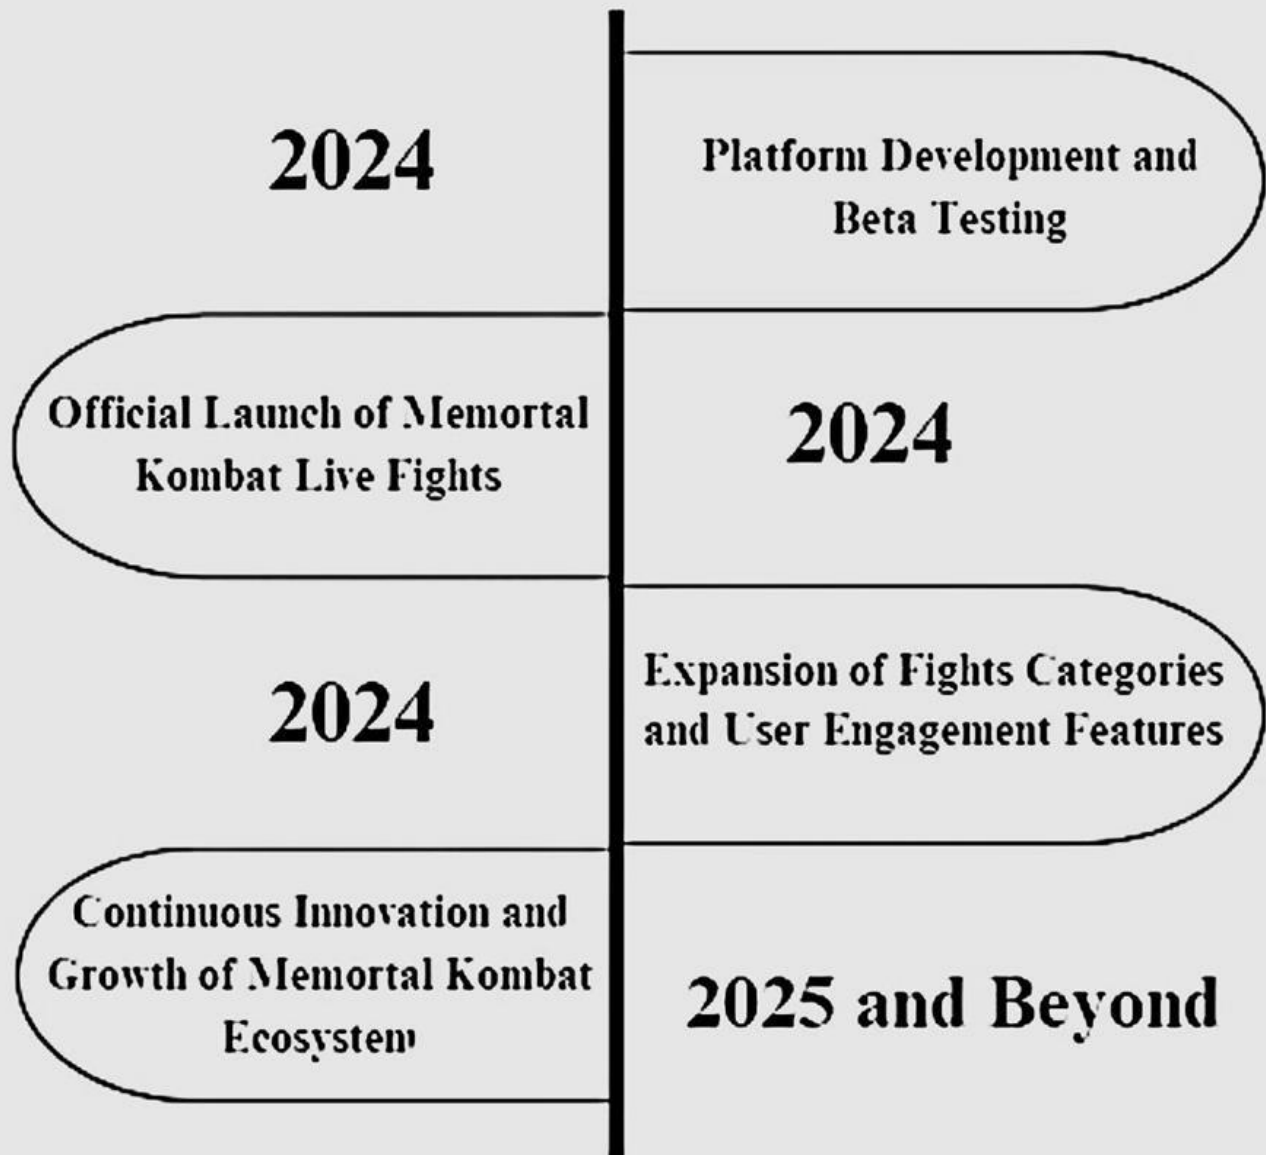 2024
Platform Development and
Beta Testing
Official Launch of Memortal
Kombat Live Fights
2024
2024
Expansion of Fights Categories
and User Engagement Features
Continuous Innovation and
Growth of Memortal Kombat
Ecosystem
2025 and Beyond